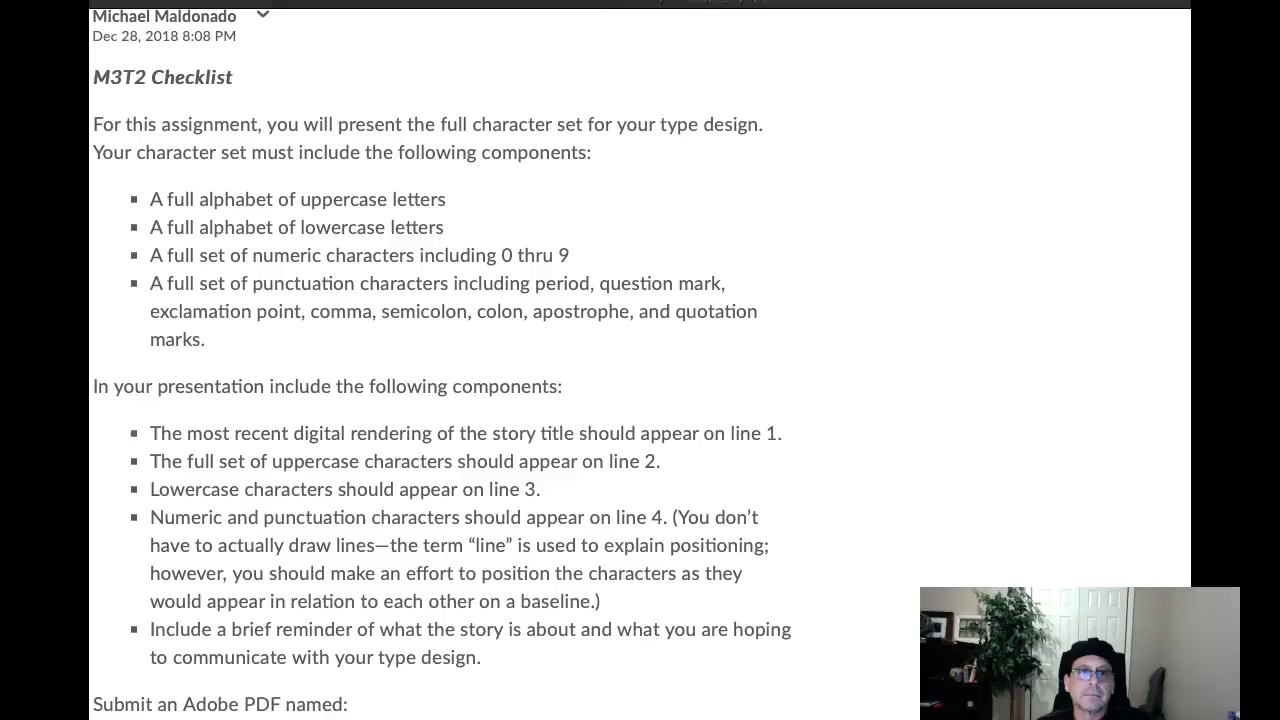 Michael Maldonado
Dec 28, 2018 8:08 PM
M3T2 Checklist
For this assignment, you will present the full character set for your type design.
Your character set must include the following components:
▪ A full alphabet of uppercase letters
▪ A full alphabet of lowercase letters
▪ A full set of numeric characters including 0 thru 9
▪ A full set of punctuation characters including period, question mark,
exclamation point, comma, semicolon, colon, apostrophe, and quotation
marks.
In your presentation include the following components:
▪ The most recent digital rendering of the story title should appear on line 1.
▪ The full set of uppercase characters should appear on line 2.
▪ Lowercase characters should appear on line 3.
▪ Numeric and punctuation characters should appear on line 4. (You don’t
have to actually draw lines—the term “line” is used to explain positioning;
however, you should make an effort to position the characters as they
would appear in relation to each other on a baseline.)
▪ Include a brief reminder of what the story is about and what you are hoping
to communicate with your type design.
Submit an Adobe PDF named: